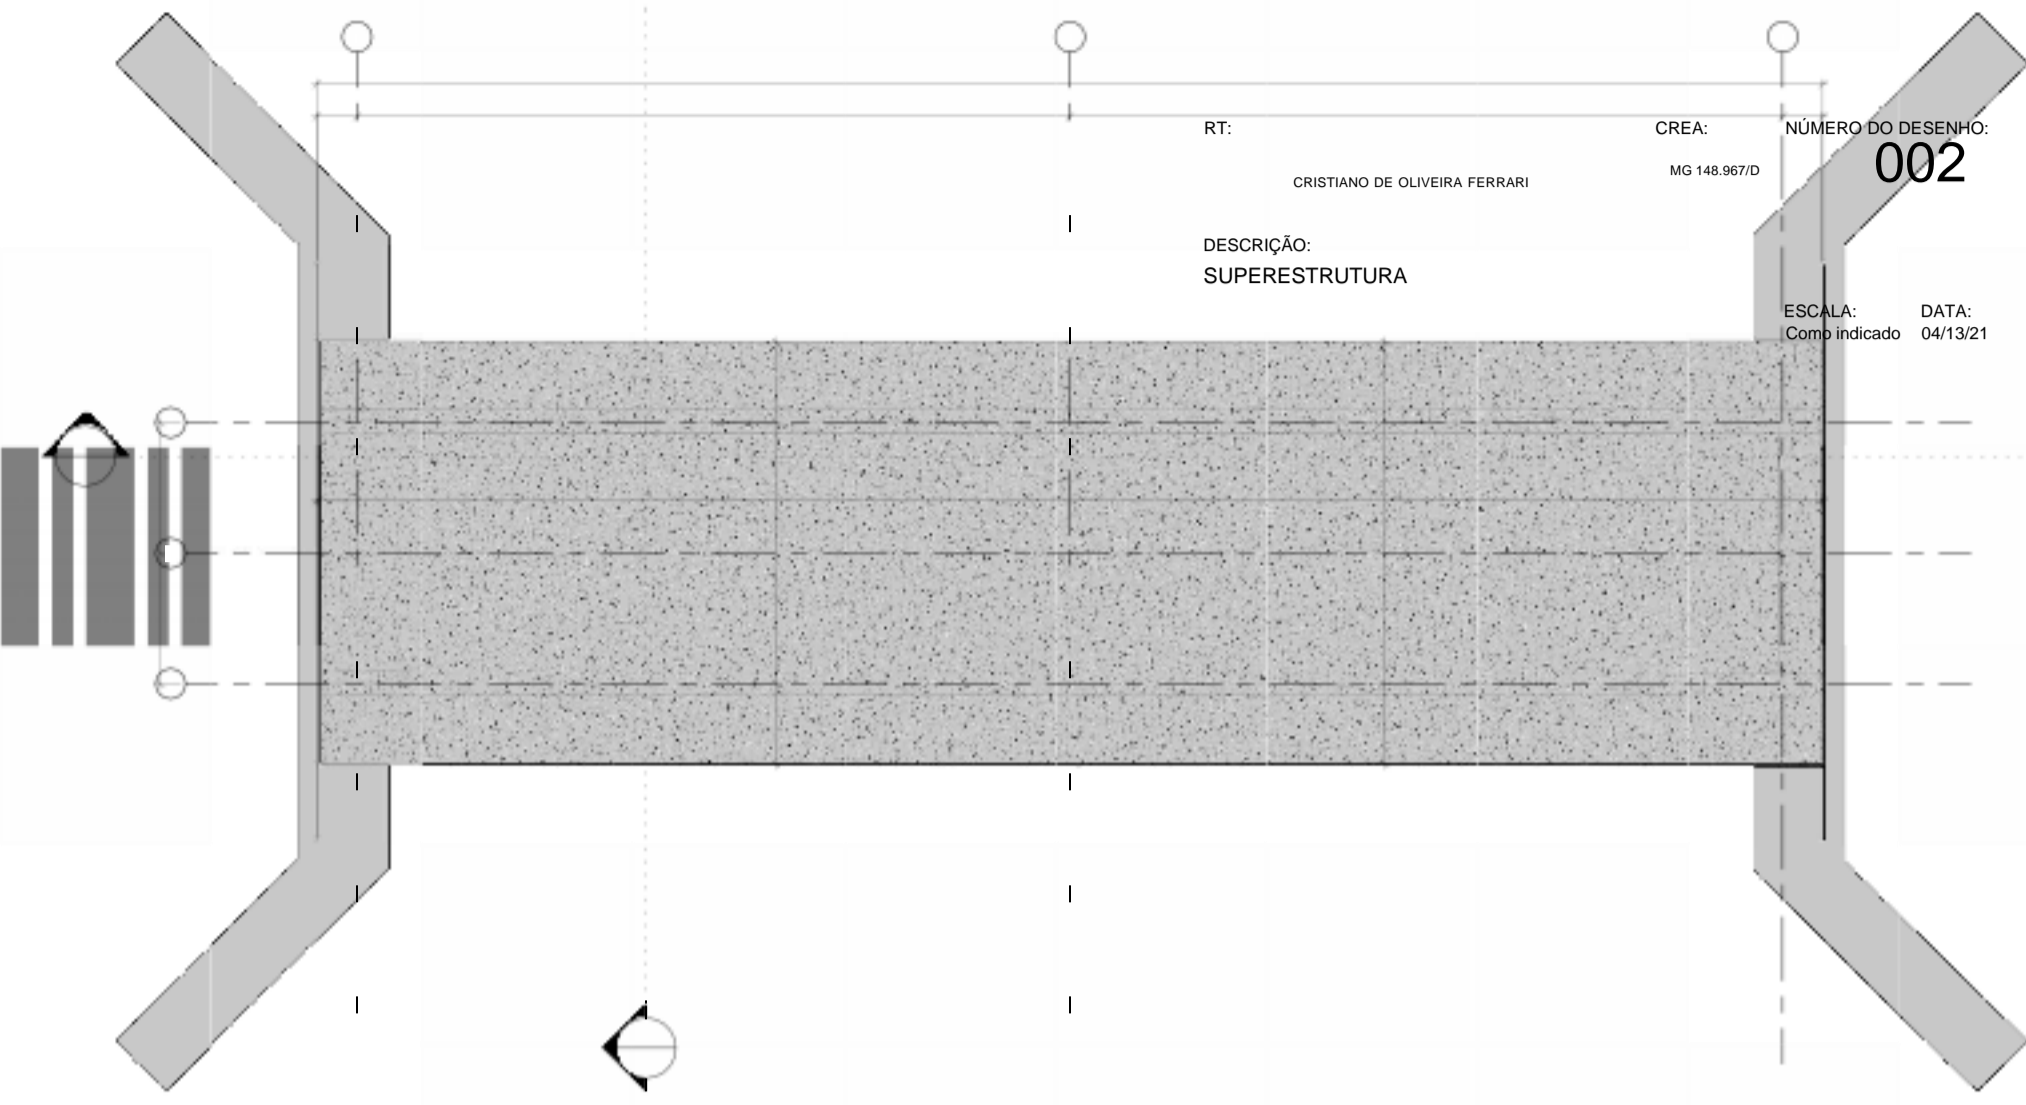 RT:
CREA:
NÚMERO DO DESENHO:
002
MG 148.967/D
CRISTIANO DE OLIVEIRA FERRARI
DESCRIÇÃO:
SUPERESTRUTURA
ESCALA:
DATA:
Como indicado
04/13/21